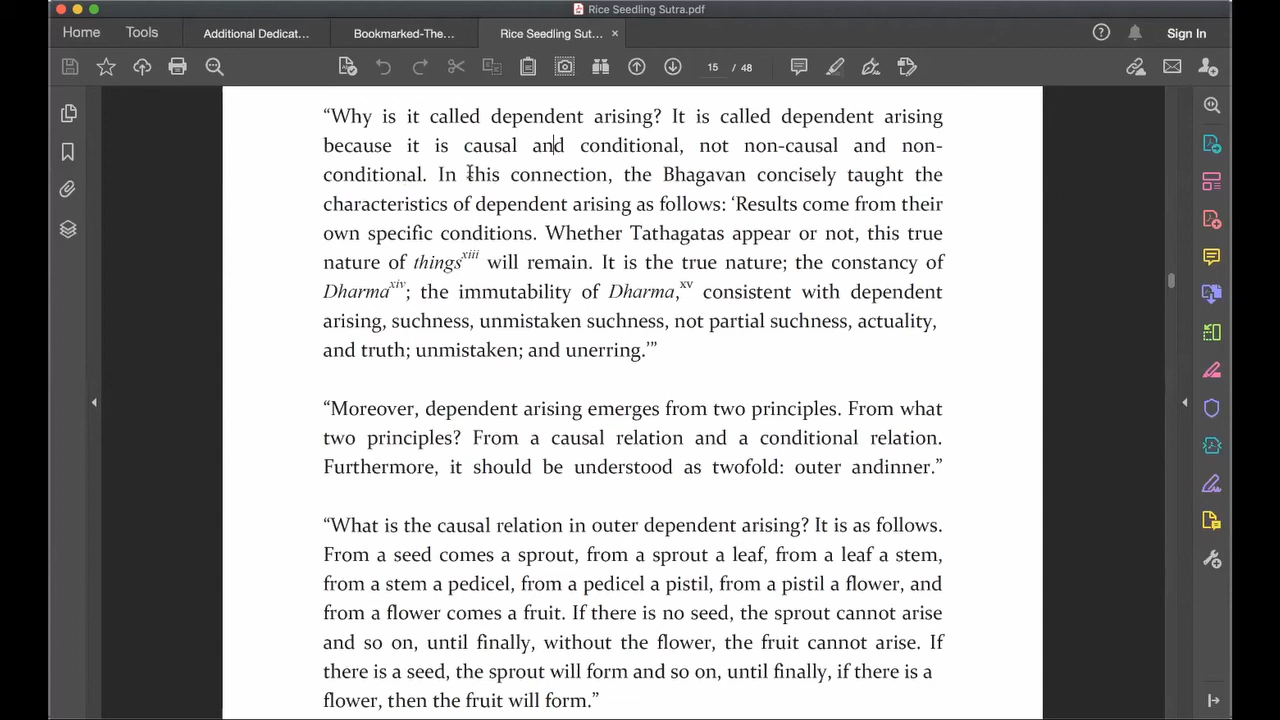 Rice Seedling Sutra.pdf
Home Tools Additional Dedicat... Bookmarked-The... Rice Seedling Sut... × Sign In
15 / 48
“Why is it called dependent arising? It is called dependent arising
because it is causal and conditional, not non-causal and non-
conditional. In this connection, the Bhagavan concisely taught the
characteristics of dependent arising as follows: ‘Results come from their
own specific conditions. Whether Tathagatas appear or not, this true
nature of things xiii will remain. It is the true nature; the constancy of
Dharma xiv; the immutability of Dharma, xv consistent with dependent
arising, suchness, unmistaken suchness, not partial suchness, actuality,
and truth; unmistaken; and unerring.’”
“Moreover, dependent arising emerges from two principles. From what
two principles? From a causal relation and a conditional relation.
Furthermore, it should be understood as twofold: outer andinner.”
“What is the causal relation in outer dependent arising? It is as follows.
From a seed comes a sprout, from a sprout a leaf, from a leaf a stem,
from a stem a pedicel, from a pedicel a pistil, from a pistil a flower, and
from a flower comes a fruit. If there is no seed, the sprout cannot arise
and so on, until finally, without the flower, the fruit cannot arise. If
there is a seed, the sprout will form and so on, until finally, if there is a
flower, then the fruit will form.”